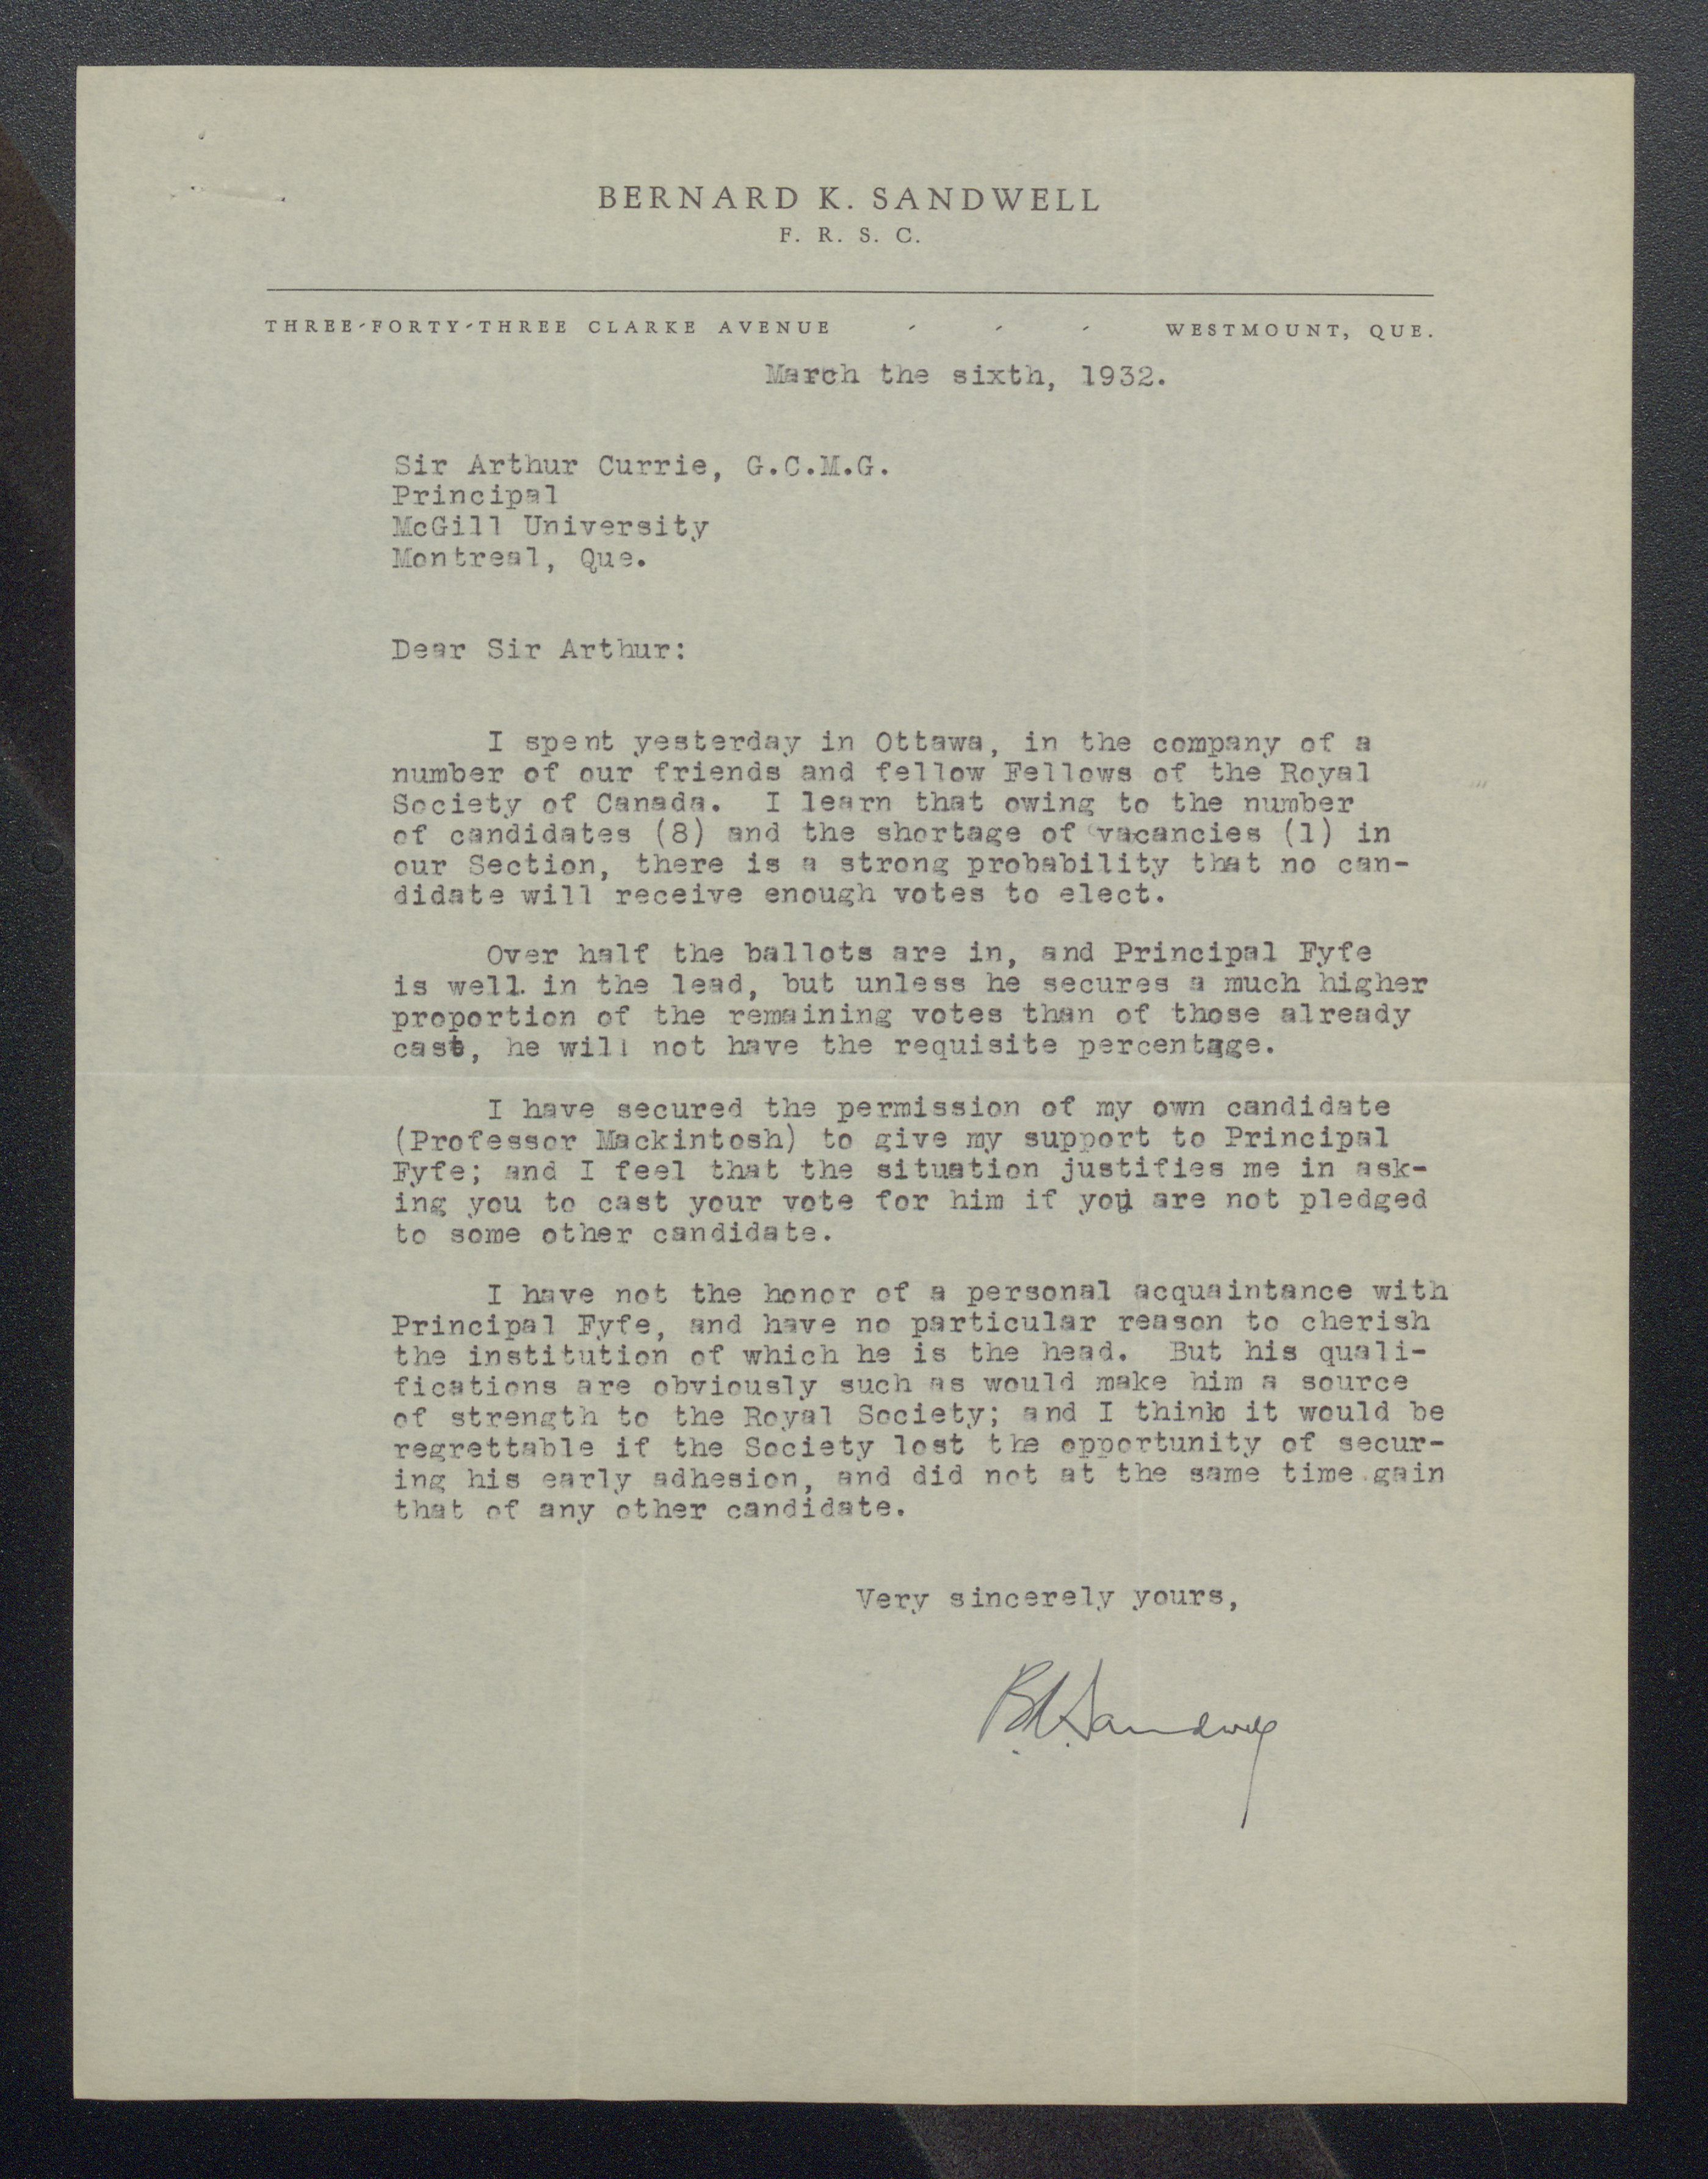 BERNARD K. SANDWELL
F. R. S. C.
THREE-FORTY-THREE CLARKE AVENUE - - - WESTMOUNT, QUE.
March the sixth, 1932.
Sir Arthur Currie, G.C.M.G.
Principal
McGill University
Montreal, Que.
Dear Sir Arthur:
I spent yesterday in Ottawa, in the company of a
number of our friends and fellow Fellows of the Royal
Society of Canada. I learn that owing to the number
of candidates (8) and the shortage of vacancies (1) in
our Section, there is a strong probability that no can-
didate will receive enough votes to elect.
Over half the ballots are in, and Principal Fyfe
is well. in the lead, but unless he secures a much higher
proportion of the remaining votes than of those already
cast, he will not have the requisite percentage.
I have secured the permission of my own candidate
(Professor Mackintosh) to give my support to Principal
Fyfe; and I feel that the situation justifies me in ask-
ing you to cast your vote for him if you are not pledged
to some other candidate.
I have not the honor of a personal acquaintance with
Principal Fyfe, and have no particular reason to cherish
the institution of which he is the head. But his quali-
fications are obviously such as would make him a source
of strength to the Royal Society; and I think it would be
regrettable if the Society lost the opportunity of secur-
ing his early adhesion, and did not at the same time gain
that of any other candidate.
Very sincerely yours,
B.K. Sandwell